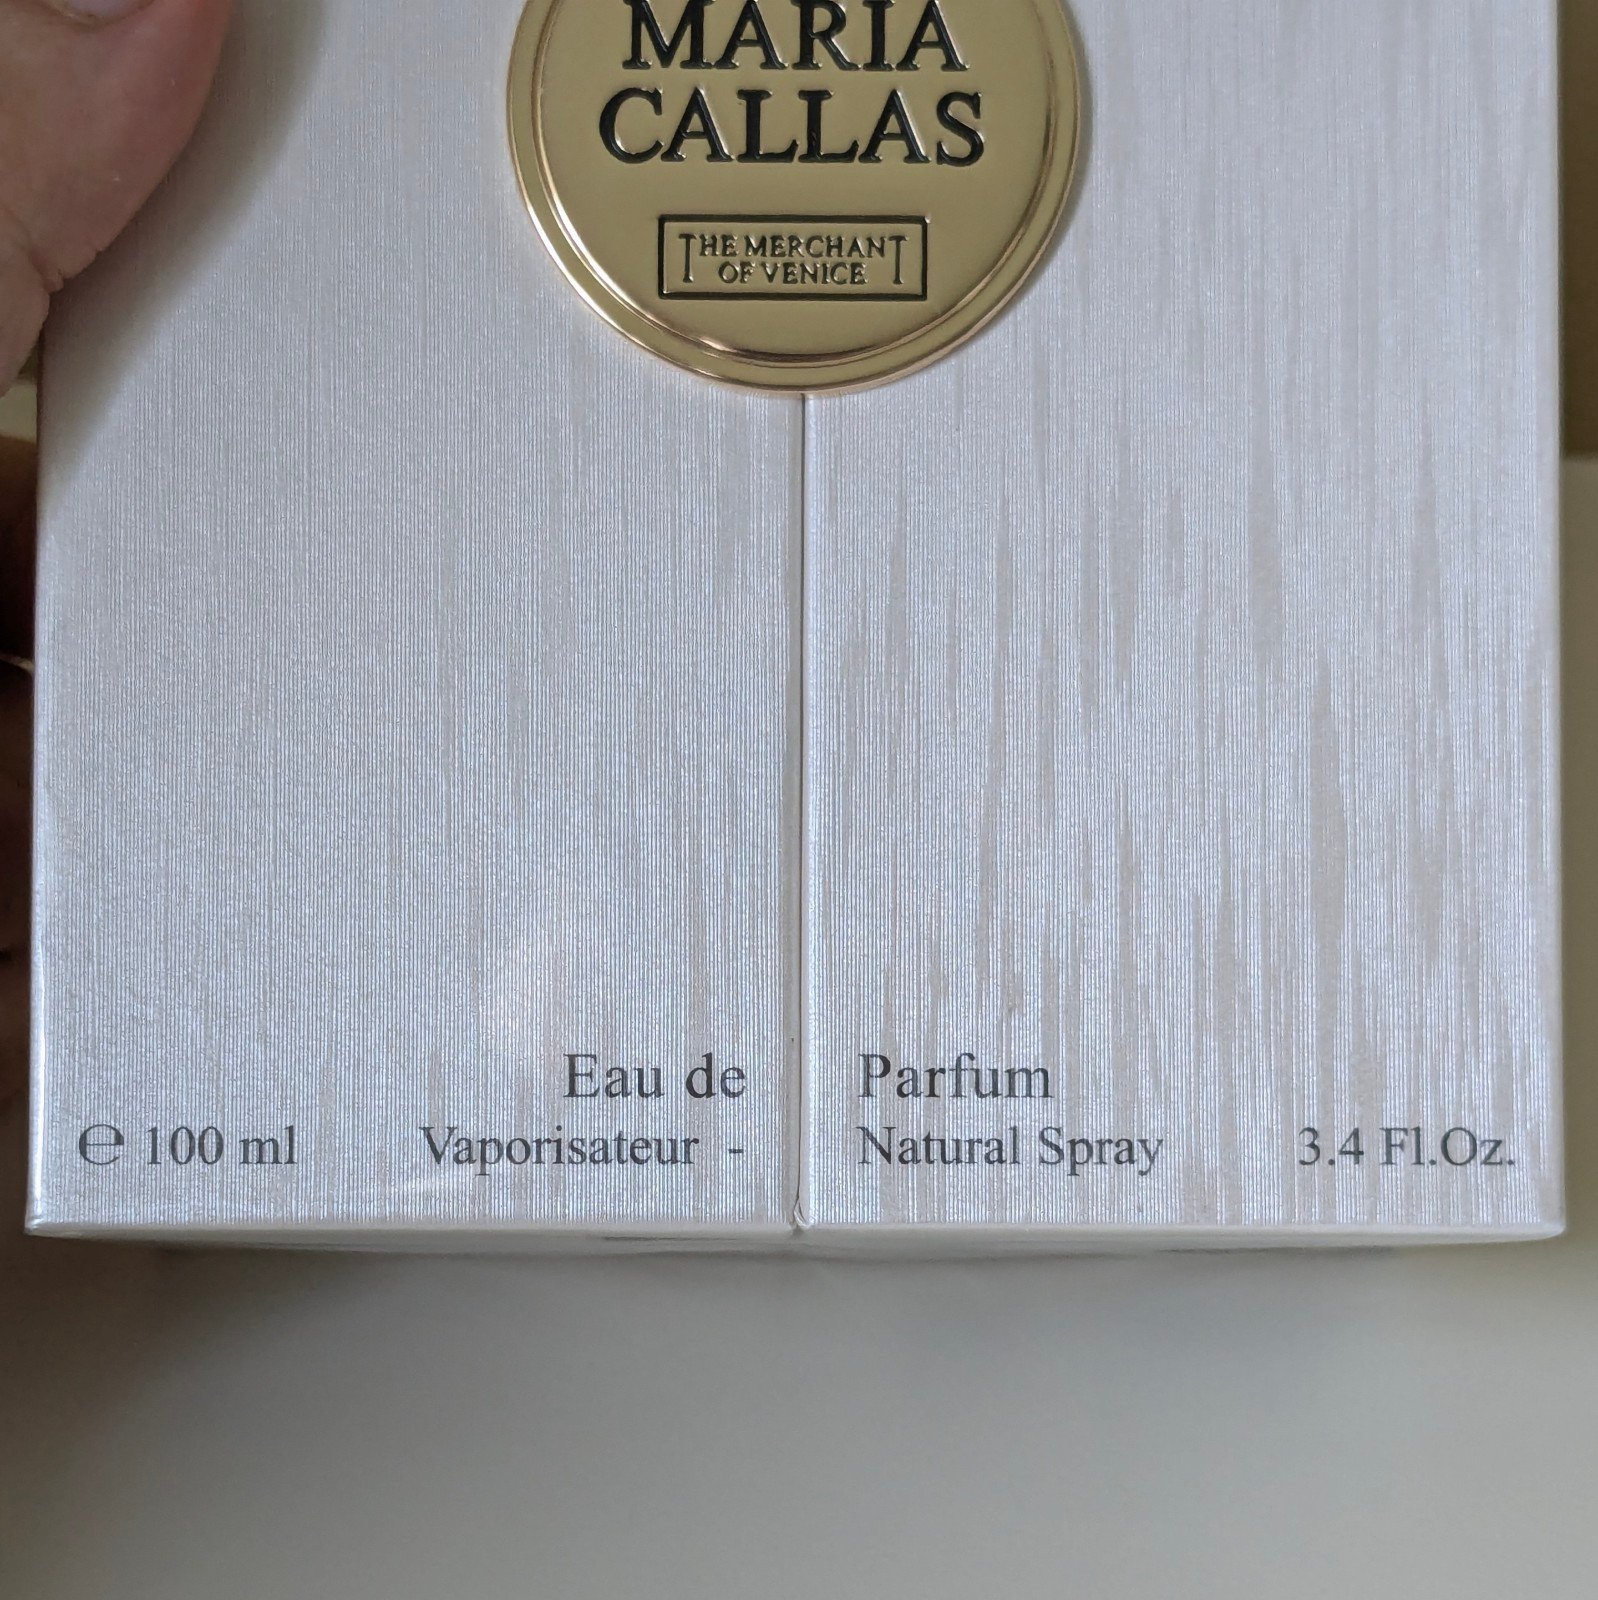 MARIA
CALLAS
THE MERCHANT
OF VENICE
Eau de Parfum
℮ 100 ml Vaporisateur - Natural Spray 3.4 Fl.Oz.